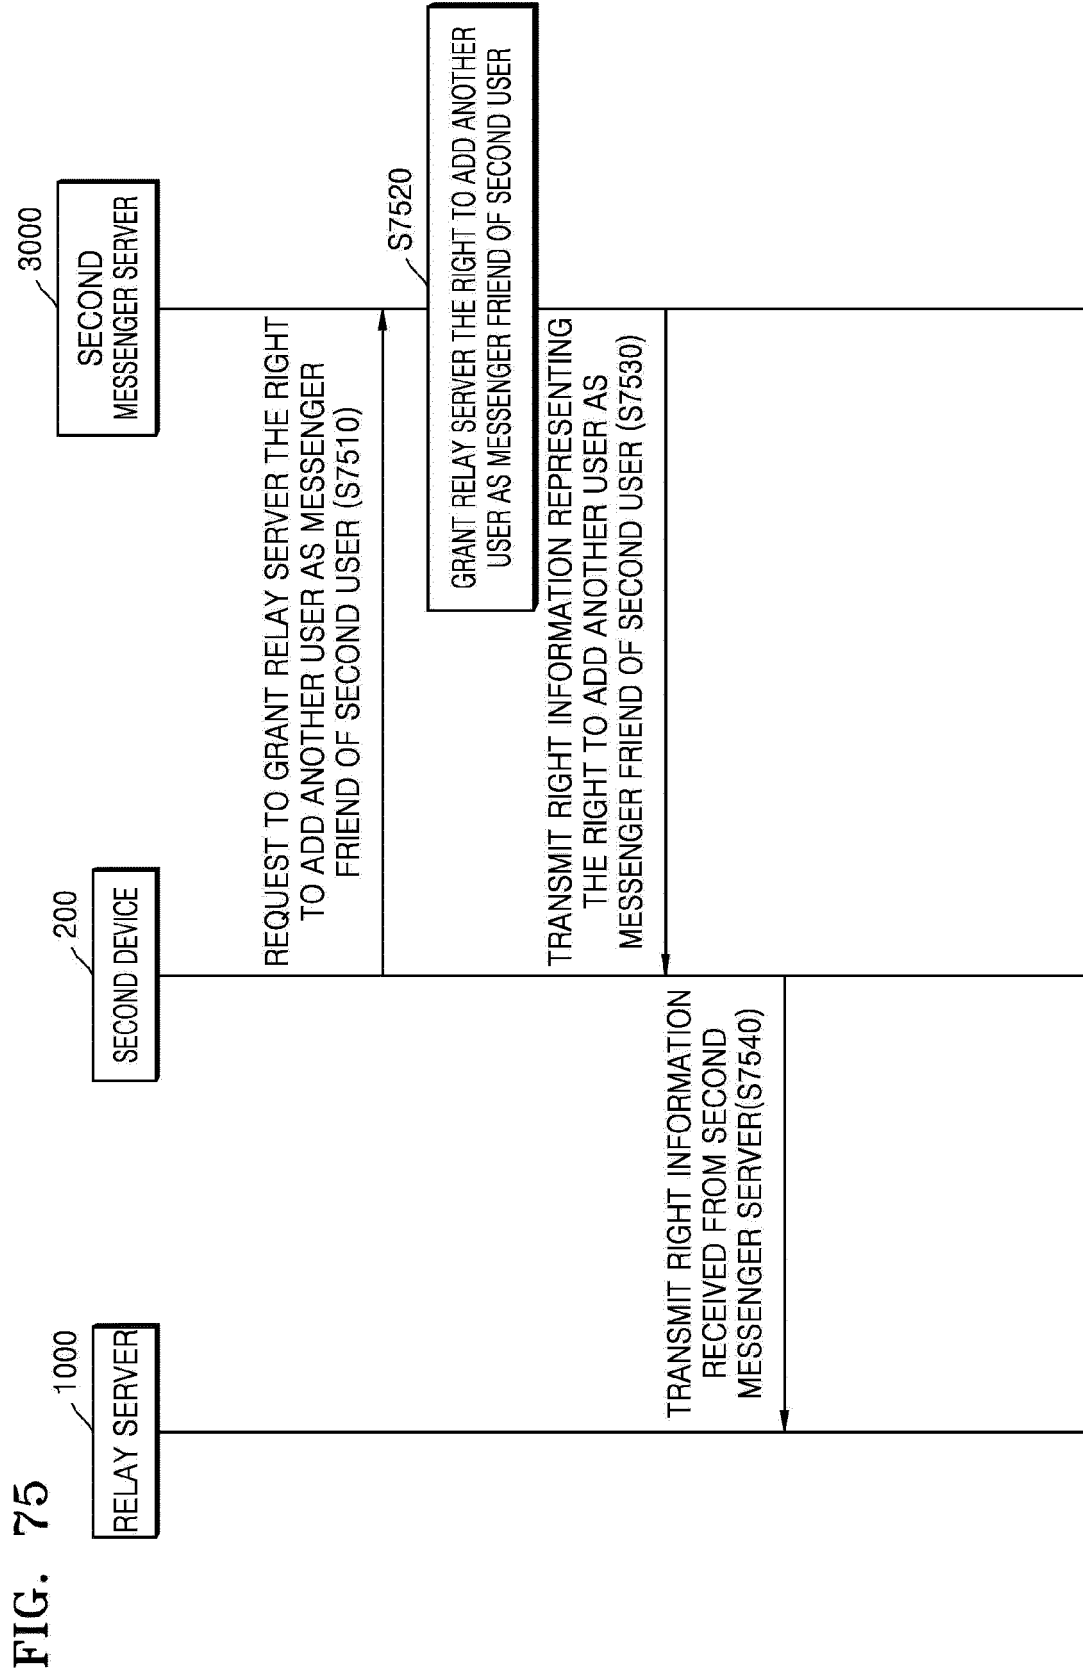 FIG. 75
1000
RELAY SERVER
200
SECOND DEVICE
3000
SECOND
MESSENGER SERVER
REQUEST TO GRANT RELAY SERVER THE RIGHT
TO ADD ANOTHER USER AS MESSENGER
FRIEND OF SECOND USER (S7510)
S7520
GRANT RELAY SERVER THE RIGHT TO ADD ANOTHER
USER AS MESSENGER FRIEND OF SECOND USER
TRANSMIT RIGHT INFORMATION REPRESENTING
THE RIGHT TO ADD ANOTHER USER AS
MESSENGER FRIEND OF SECOND USER (S7530)
TRANSMIT RIGHT INFORMATION
RECEIVED FROM SECOND
MESSENGER SERVER(S7540)